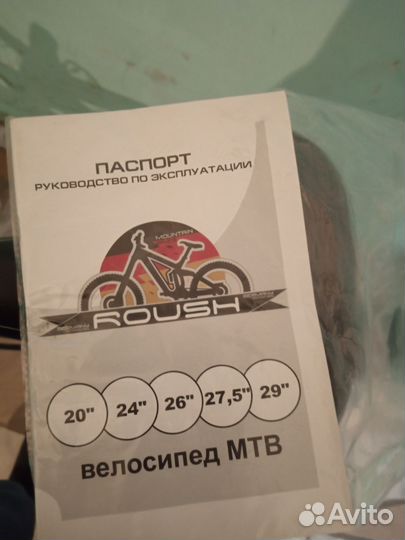 ПАСПОРТ
РУКОВОДСТВО ПО ЭКСПЛУАТАЦИИ
MOUNTAIN
ROUSH
20" 24" 26" 27,5" 29"
велосипед МТВ
Avito